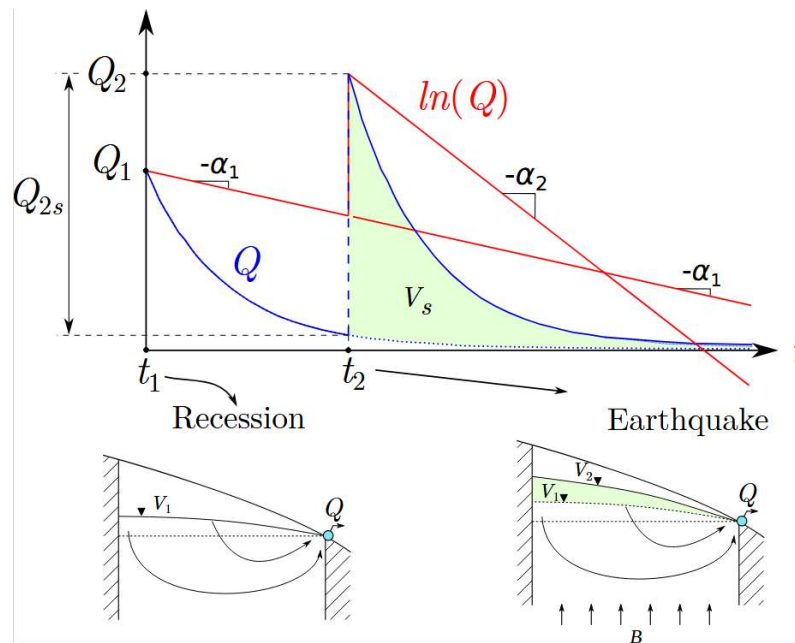 Q₂
ln(Q)
-α₂
Q₁
-α₁
Q₂ₛ
Q
-α₁
Vₛ
t₁
t₂
Recession
Earthquake
V₁
Q
V₂
V₁
Q
B